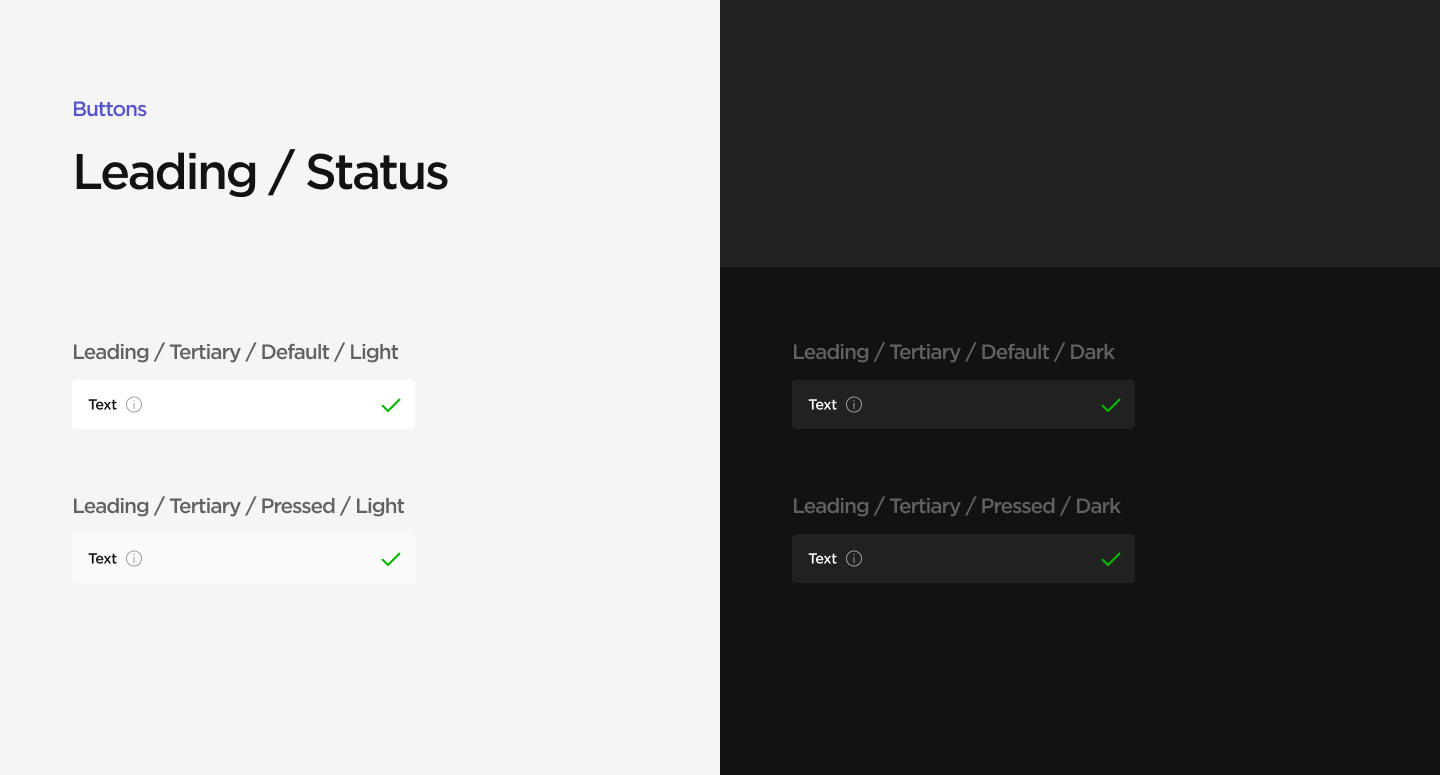 Buttons
Leading / Status
Leading / Tertiary / Default / Light
Text
Leading / Tertiary / Pressed / Light
Text
Leading / Tertiary / Default / Dark
Text
Leading / Tertiary / Pressed / Dark
Text